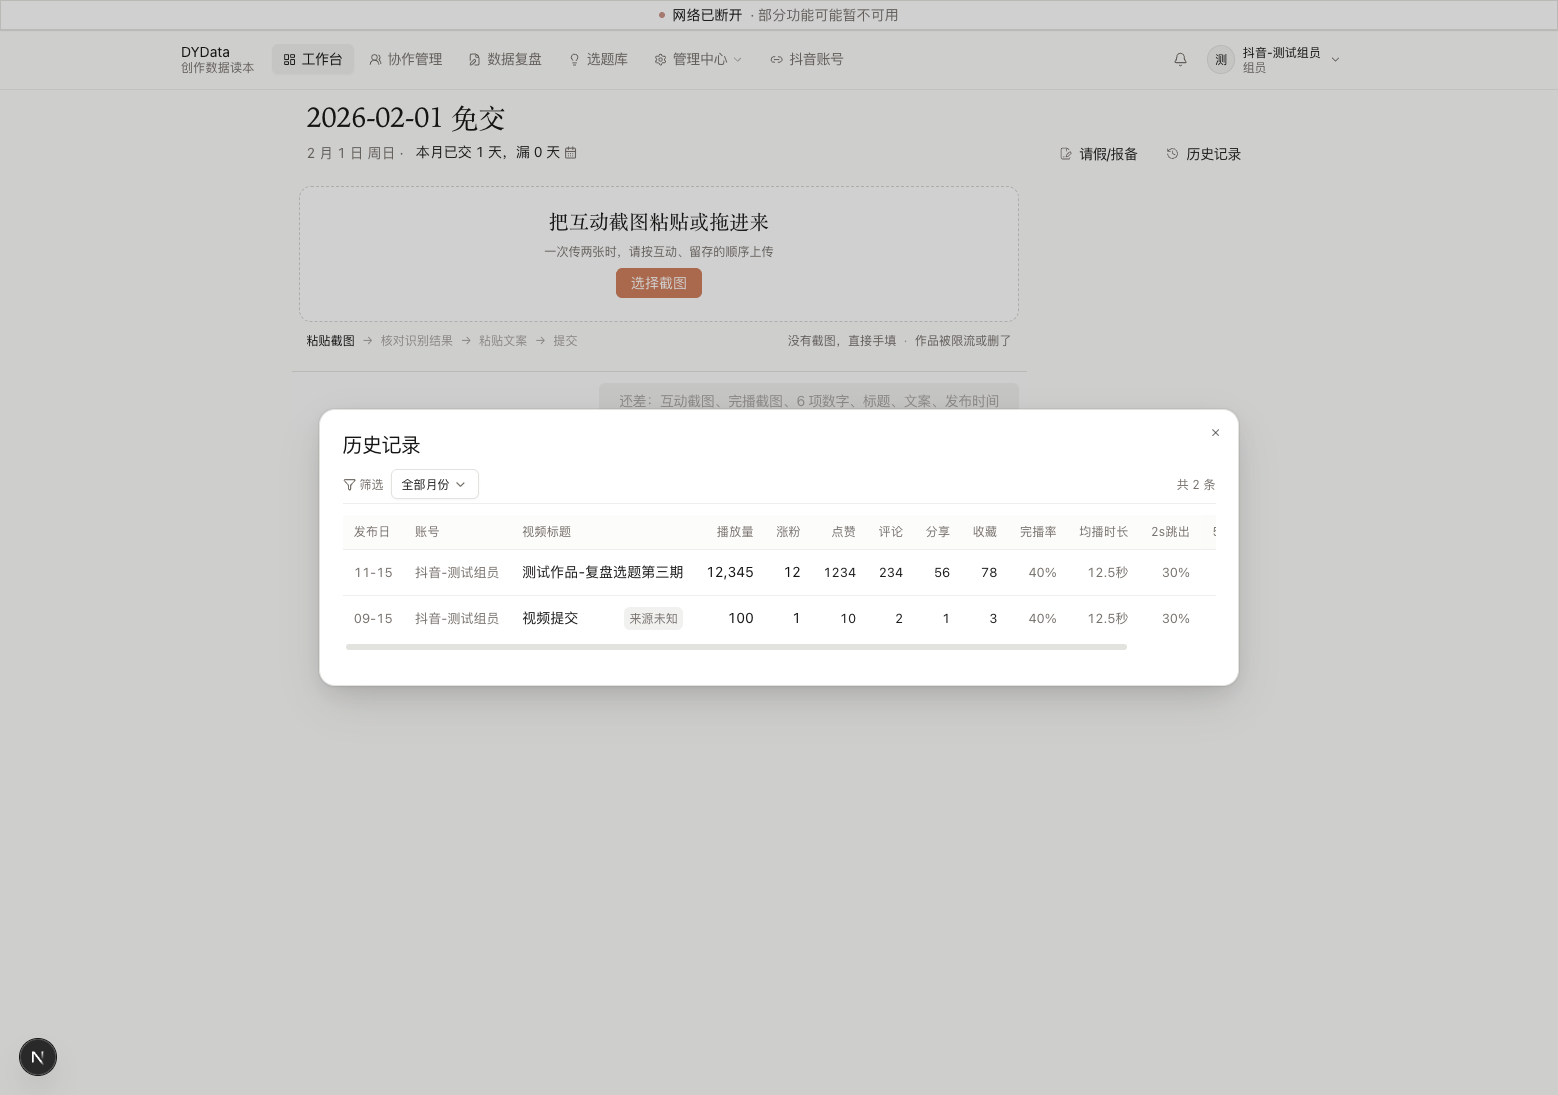 网络已断开 · 部分功能可能暂不可用
DYData
创作数据读本
工作台
协作管理
数据复盘
选题库
管理中心
抖音账号
测
抖音-测试组员
组员
2026-02-01 免交
2 月 1 日 周日 · 本月已交 1 天，漏 0 天
请假/报备
历史记录
把互动截图粘贴或拖进来
一次传两张时，请按互动、留存的顺序上传
选择截图
粘贴截图 → 核对识别结果 → 粘贴文案 → 提交
没有截图，直接手填 · 作品被限流或删了
还差：互动截图、完播截图、6 项数字、标题、文案、发布时间
历史记录
×
筛选 全部月份
共 2 条
发布日 账号 视频标题 播放量 涨粉 点赞 评论 分享 收藏 完播率 均播时长 2s跳出
11-15 抖音-测试组员 测试作品-复盘选题第三期 12,345 12 1234 234 56 78 40% 12.5秒 30%
09-15 抖音-测试组员 视频提交 来源未知 100 1 10 2 1 3 40% 12.5秒 30%
N